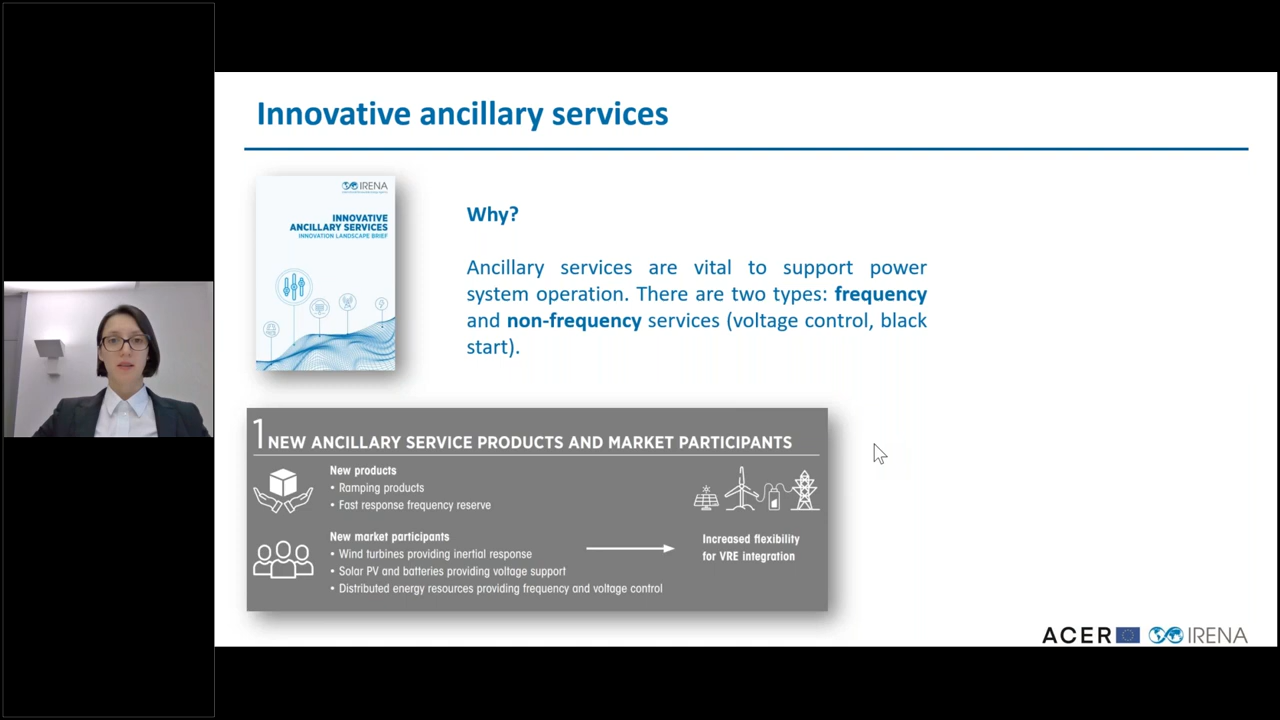 Innovative ancillary services
IRENA
INNOVATIVE
ANCILLARY SERVICES
INNOVATION LANDSCAPE BRIEF
Why?
Ancillary services are vital to support power
system operation. There are two types: frequency
and non-frequency services (voltage control, black
start).
1 NEW ANCILLARY SERVICE PRODUCTS AND MARKET PARTICIPANTS
New products
• Ramping products
• Fast response frequency reserve
New market participants
• Wind turbines providing inertial response
• Solar PV and batteries providing voltage support
• Distributed energy resources providing frequency and voltage control
Increased flexibility
for VRE integration
ACER IRENA